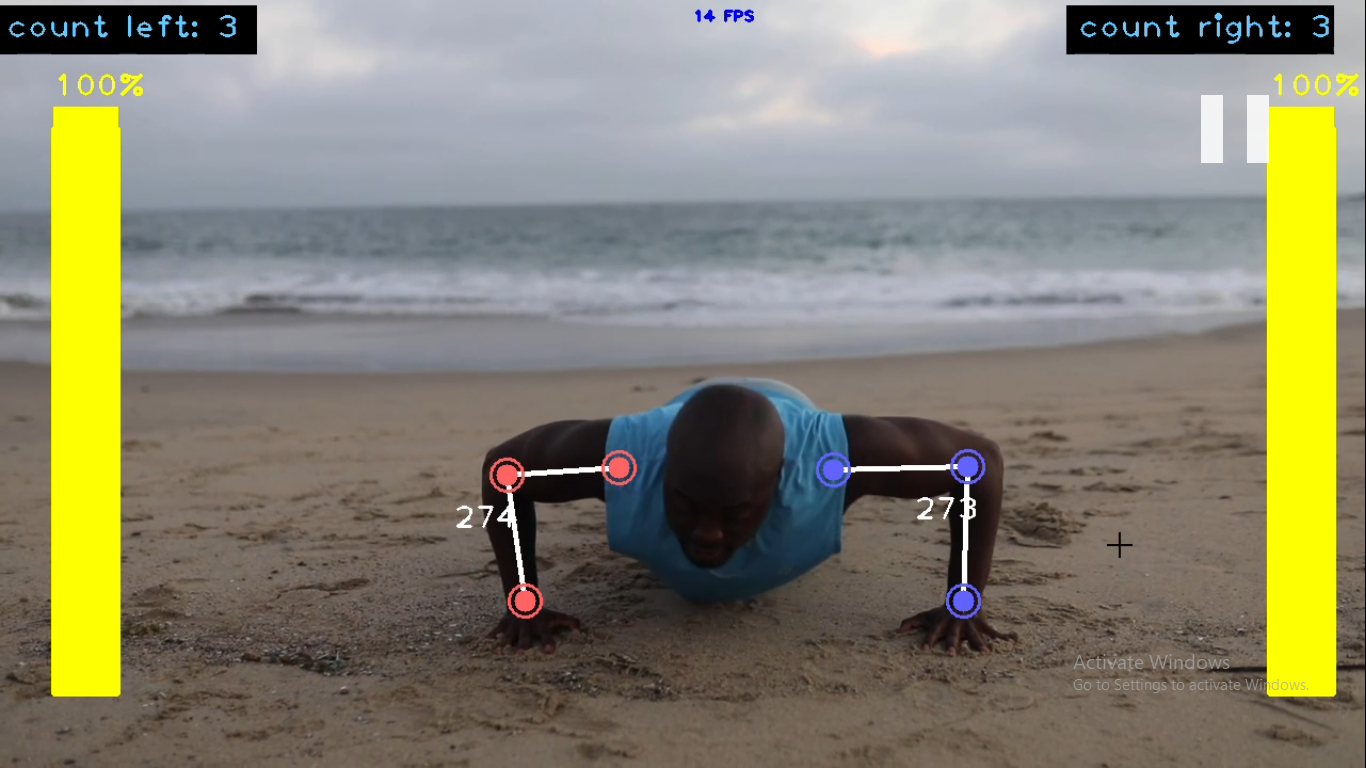 count left: 3
14 FPS
count right: 3
100%
100%
274
273
Activate Windows
Go to Settings to activate Windows.